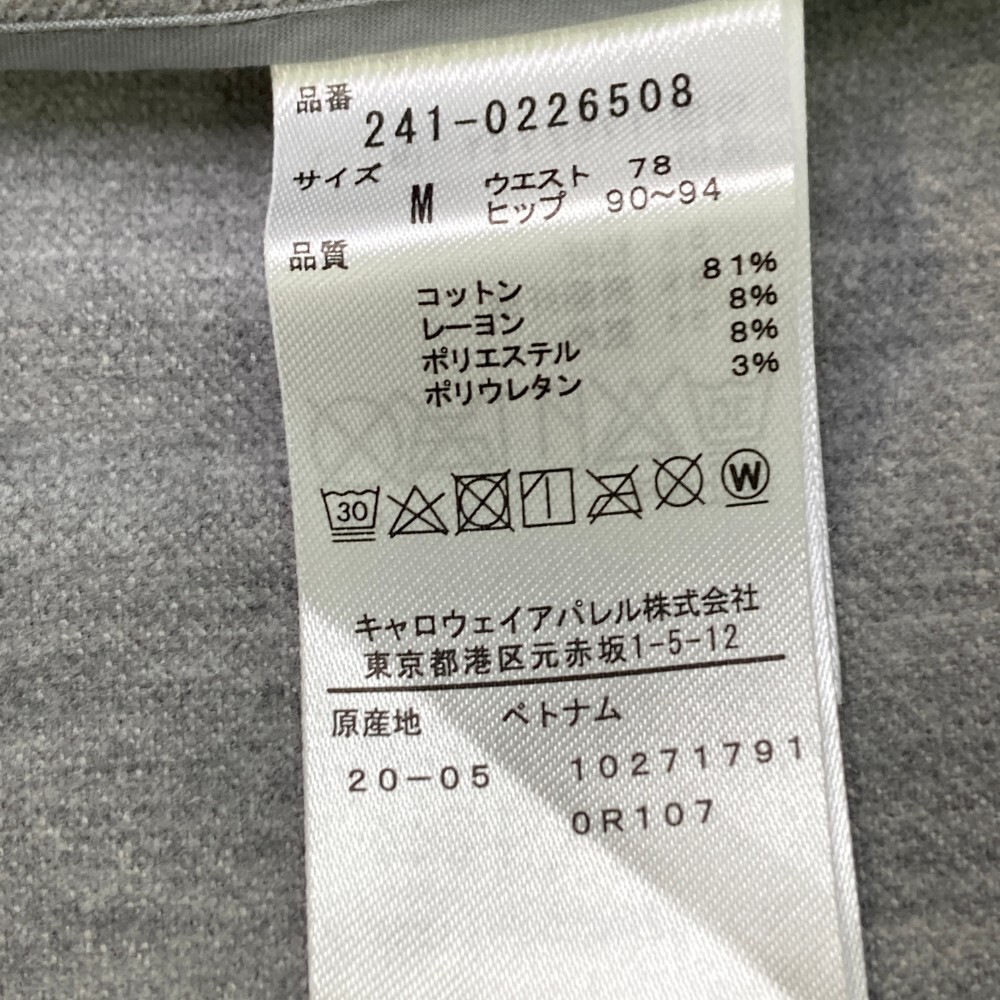 品番 241-0226508
サイズ M ウエスト 78
ヒップ 90~94
品質
コットン 81%
レーヨン 8%
ポリエステル 8%
ポリウレタン 3%
30 W
キャロウェイアパレル株式会社
東京都港区元赤坂1-5-12
原産地 ベトナム
20-05 10271791
0R107